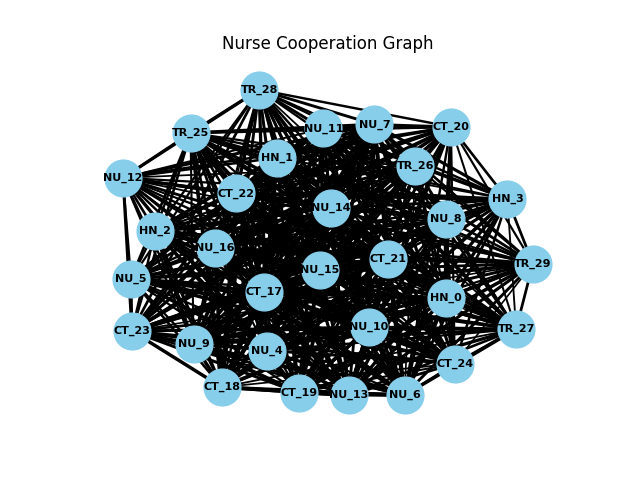 Nurse Cooperation Graph
TR_28
NU_11
NU_7
CT_20
TR_25
HN_1
TR_26
NU_12
CT_22
HN_3
NU_14
NU_8
HN_2
NU_16
CT_21
TR_29
NU_15
NU_5
CT_17
HN_0
CT_23
NU_10
TR_27
NU_9
NU_4
CT_24
CT_18
CT_19
NU_13
NU_6